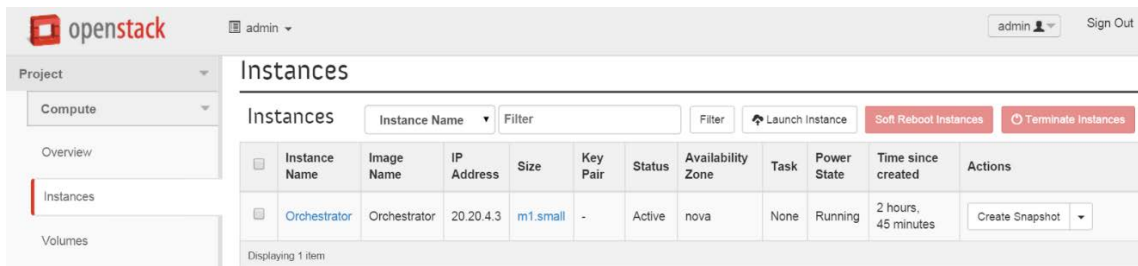 openstack admin admin Sign Out
Project
Instances
Compute
Instances Instance Name Filter Filter Launch Instance Soft Reboot Instances Terminate Instances
Overview
Instance Name Image Name IP Address Size Key Pair Status Availability Zone Task Power State Time since created Actions
Instances
Orchestrator Orchestrator 20.20.4.3 m1.small - Active nova None Running 2 hours, 45 minutes Create Snapshot
Volumes
Displaying 1 item